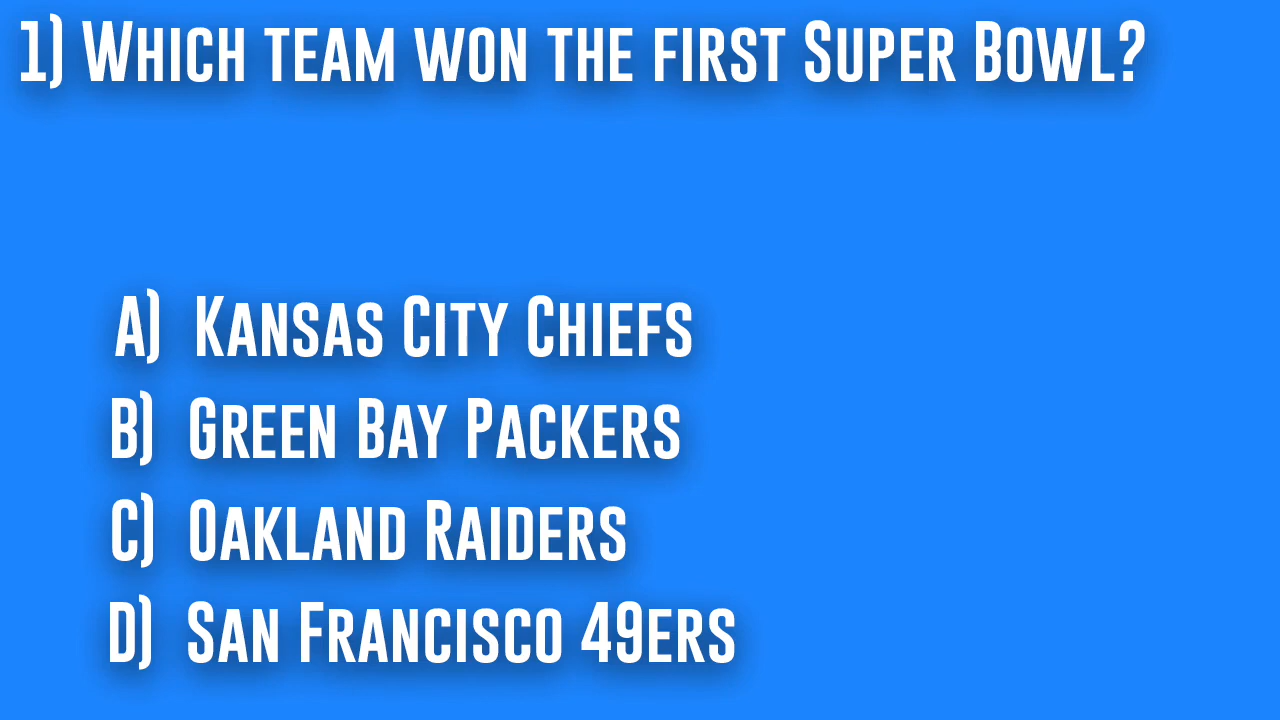 1) Which team won the first Super Bowl?
A) Kansas City Chiefs
B) Green Bay Packers
C) Oakland Raiders
D) San Francisco 49ers